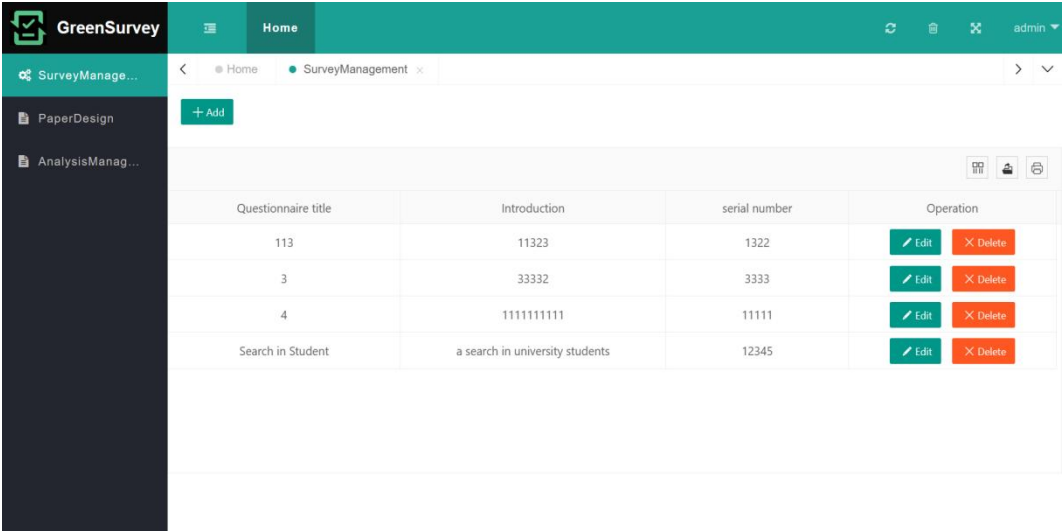 GreenSurvey
Home
admin
SurveyManage...
PaperDesign
AnalysisManag...
Home
SurveyManagement
Add
Questionnaire title Introduction serial number Operation
113 11323 1322 Edit Delete
3 33332 3333 Edit Delete
4 1111111111 11111 Edit Delete
Search in Student a search in university students 12345 Edit Delete